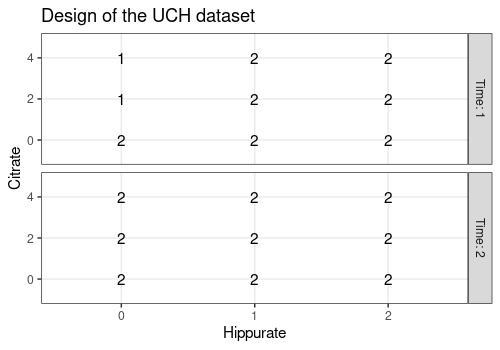 Design of the UCH dataset
4 1 2 2
2 1 2 2
0 2 2 2
Time: 1
4 2 2 2
2 2 2 2
0 2 2 2
Time: 2
Citrate
0 1 2
Hippurate